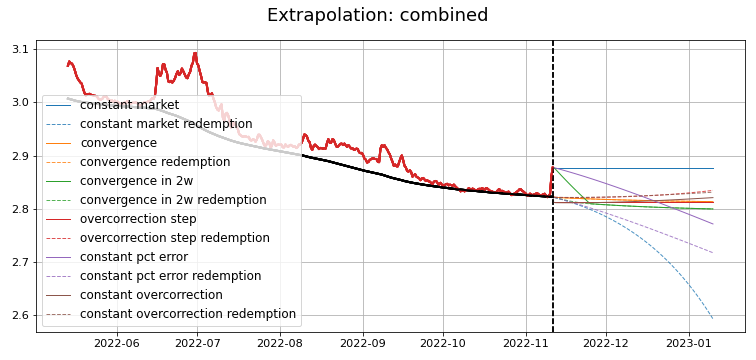 Extrapolation: combined
3.1
3.0
2.9
2.8
2.7
2.6
constant market
constant market redemption
convergence
convergence redemption
convergence in 2w
convergence in 2w redemption
overcorrection step
overcorrection step redemption
constant pct error
constant pct error redemption
constant overcorrection
constant overcorrection redemption
2022-06 2022-07 2022-08 2022-09 2022-10 2022-11 2022-12 2023-01